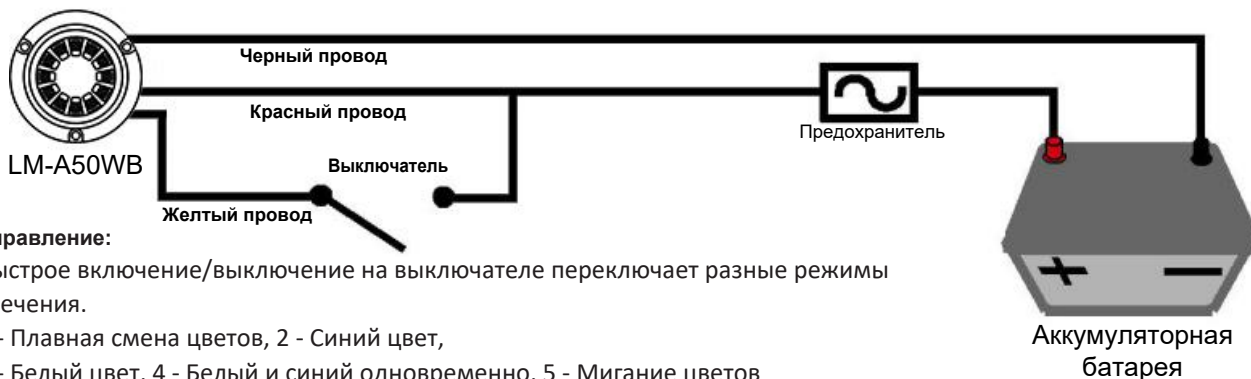 Черный провод
Красный провод
Предохранитель
LM-A50WB
Выключатель
Желтый провод
правление:
ыстрое включение/выключение на выключателе переключает разные режимы
ечения.
- Плавная смена цветов, 2 - Синий цвет,
- Белый цвет, 4 - Белый и синий одновременно, 5 - Мигание цветов
+ −
Аккумуляторная
батарея